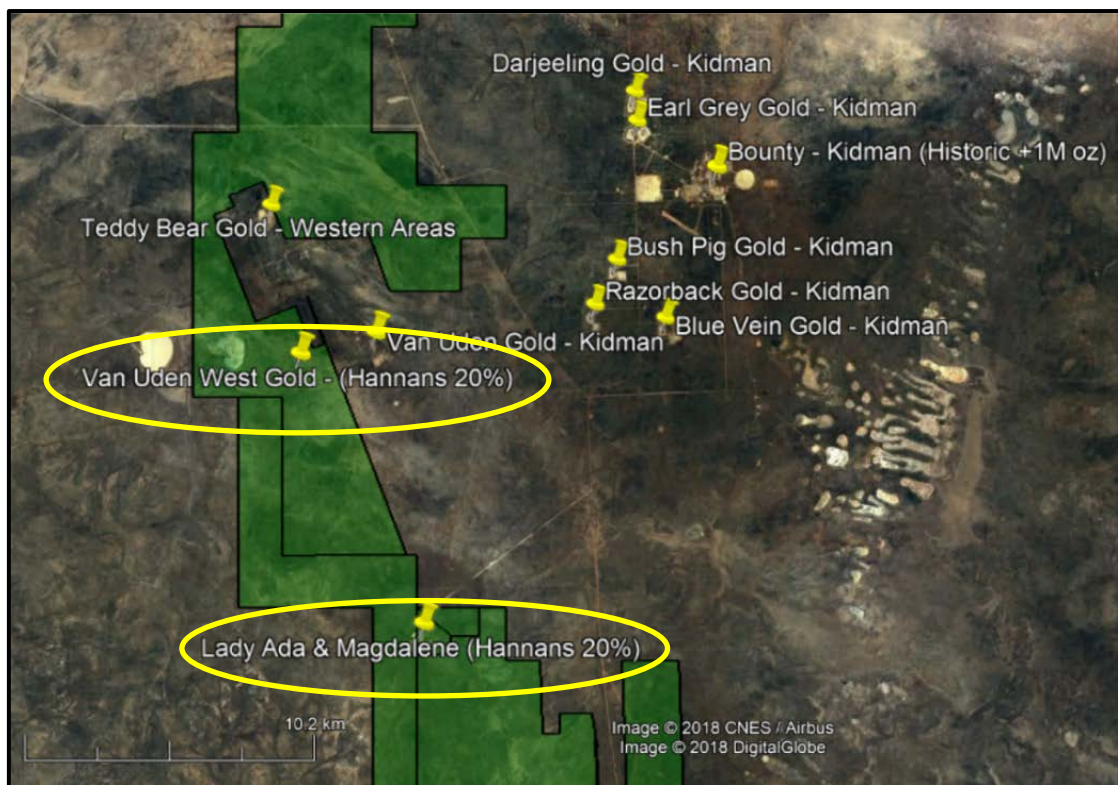 Darjeeling Gold - Kidman
Earl Grey Gold - Kidman
Bounty - Kidman (Historic +1M oz)
Teddy Bear Gold - Western Areas
Bush Pig Gold - Kidman
Razorback Gold - Kidman
Blue Vein Gold - Kidman
Van Uden Gold - Kidman
Van Uden West Gold - (Hannans 20%)
Lady Ada & Magdalene (Hannans 20%)
10.2 km
Image © 2018 CNES / Airbus
Image © 2018 DigitalGlobe